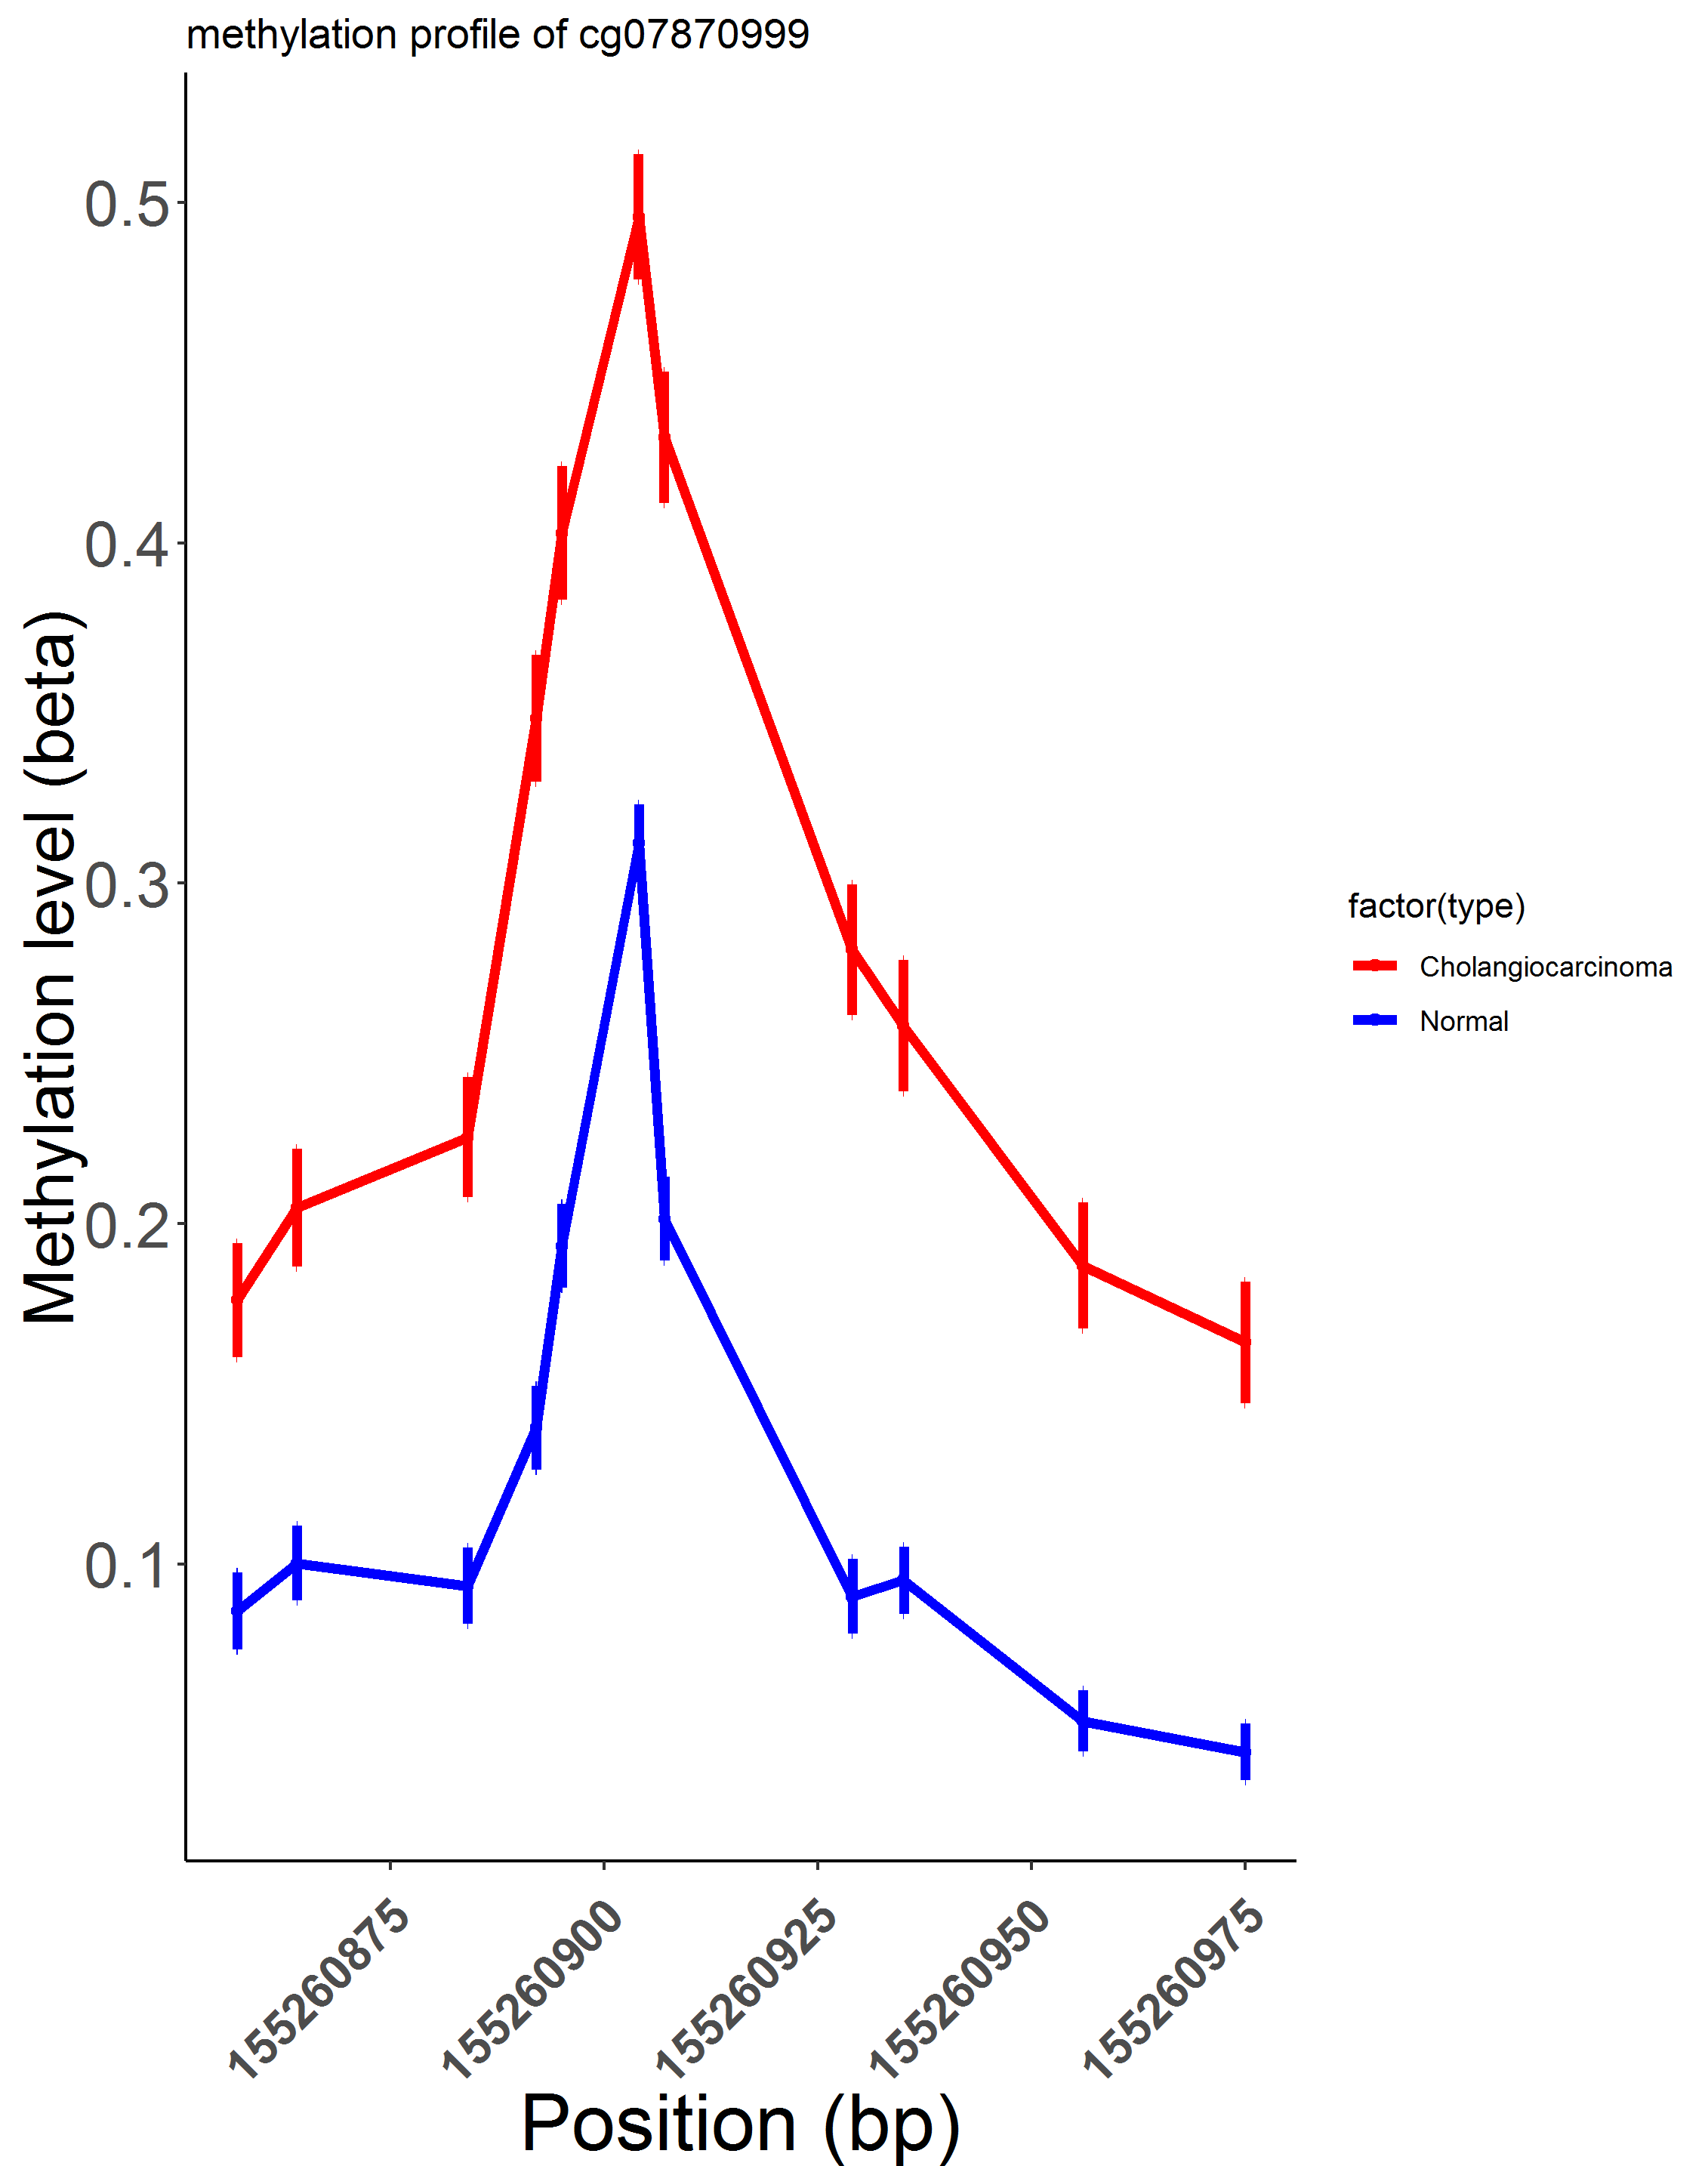 methylation profile of cg07870999
0.5
0.4
0.3
0.2
0.1
Methylation level (beta)
155260875
155260900
155260925
155260950
155260975
Position (bp)
factor(type)
Cholangiocarcinoma
Normal